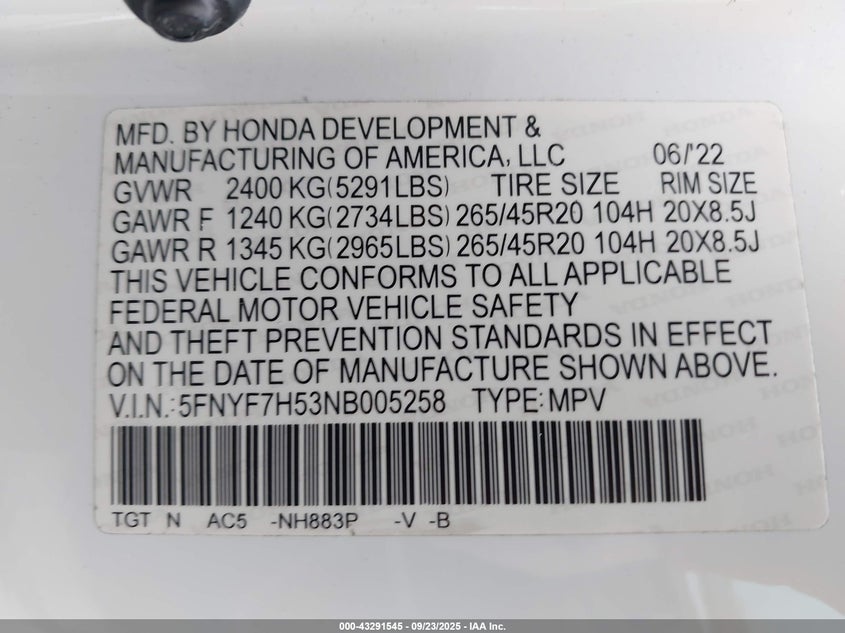 MFD. BY HONDA DEVELOPMENT &
MANUFACTURING OF AMERICA, LLC 06/'22
GVWR 2400 KG(5291LBS) TIRE SIZE RIM SIZE
GAWR F 1240 KG(2734LBS) 265/45R20 104H 20X8.5J
GAWR R 1345 KG(2965LBS) 265/45R20 104H 20X8.5J
THIS VEHICLE CONFORMS TO ALL APPLICABLE
FEDERAL MOTOR VEHICLE SAFETY
AND THEFT PREVENTION STANDARDS IN EFFECT
ON THE DATE OF MANUFACTURE SHOWN ABOVE.
V.I.N.: 5FNYF7H53NB005258 TYPE: MPV
TGT N AC5 -NH883P -V -B
000-43291545 | 09/23/2025 - IAA Inc.